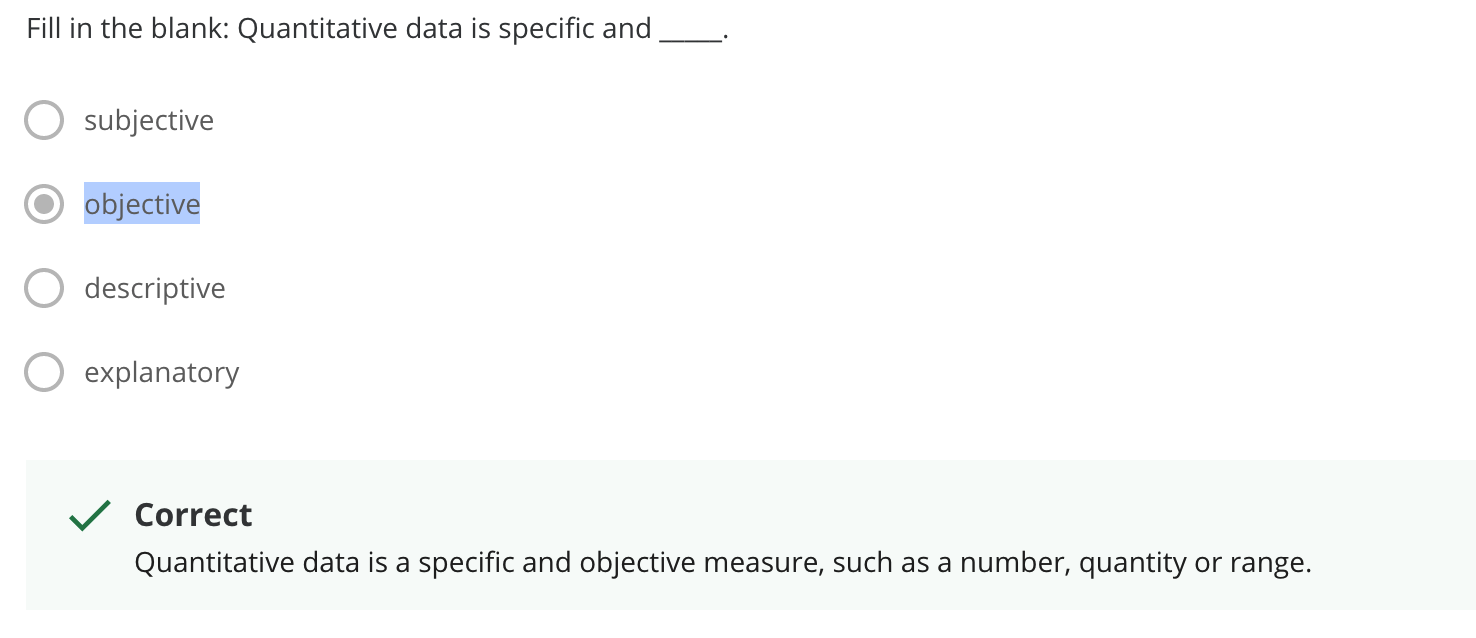 Fill in the blank: Quantitative data is specific and _____.
subjective
objective
descriptive
explanatory
Correct
Quantitative data is a specific and objective measure, such as a number, quantity or range.